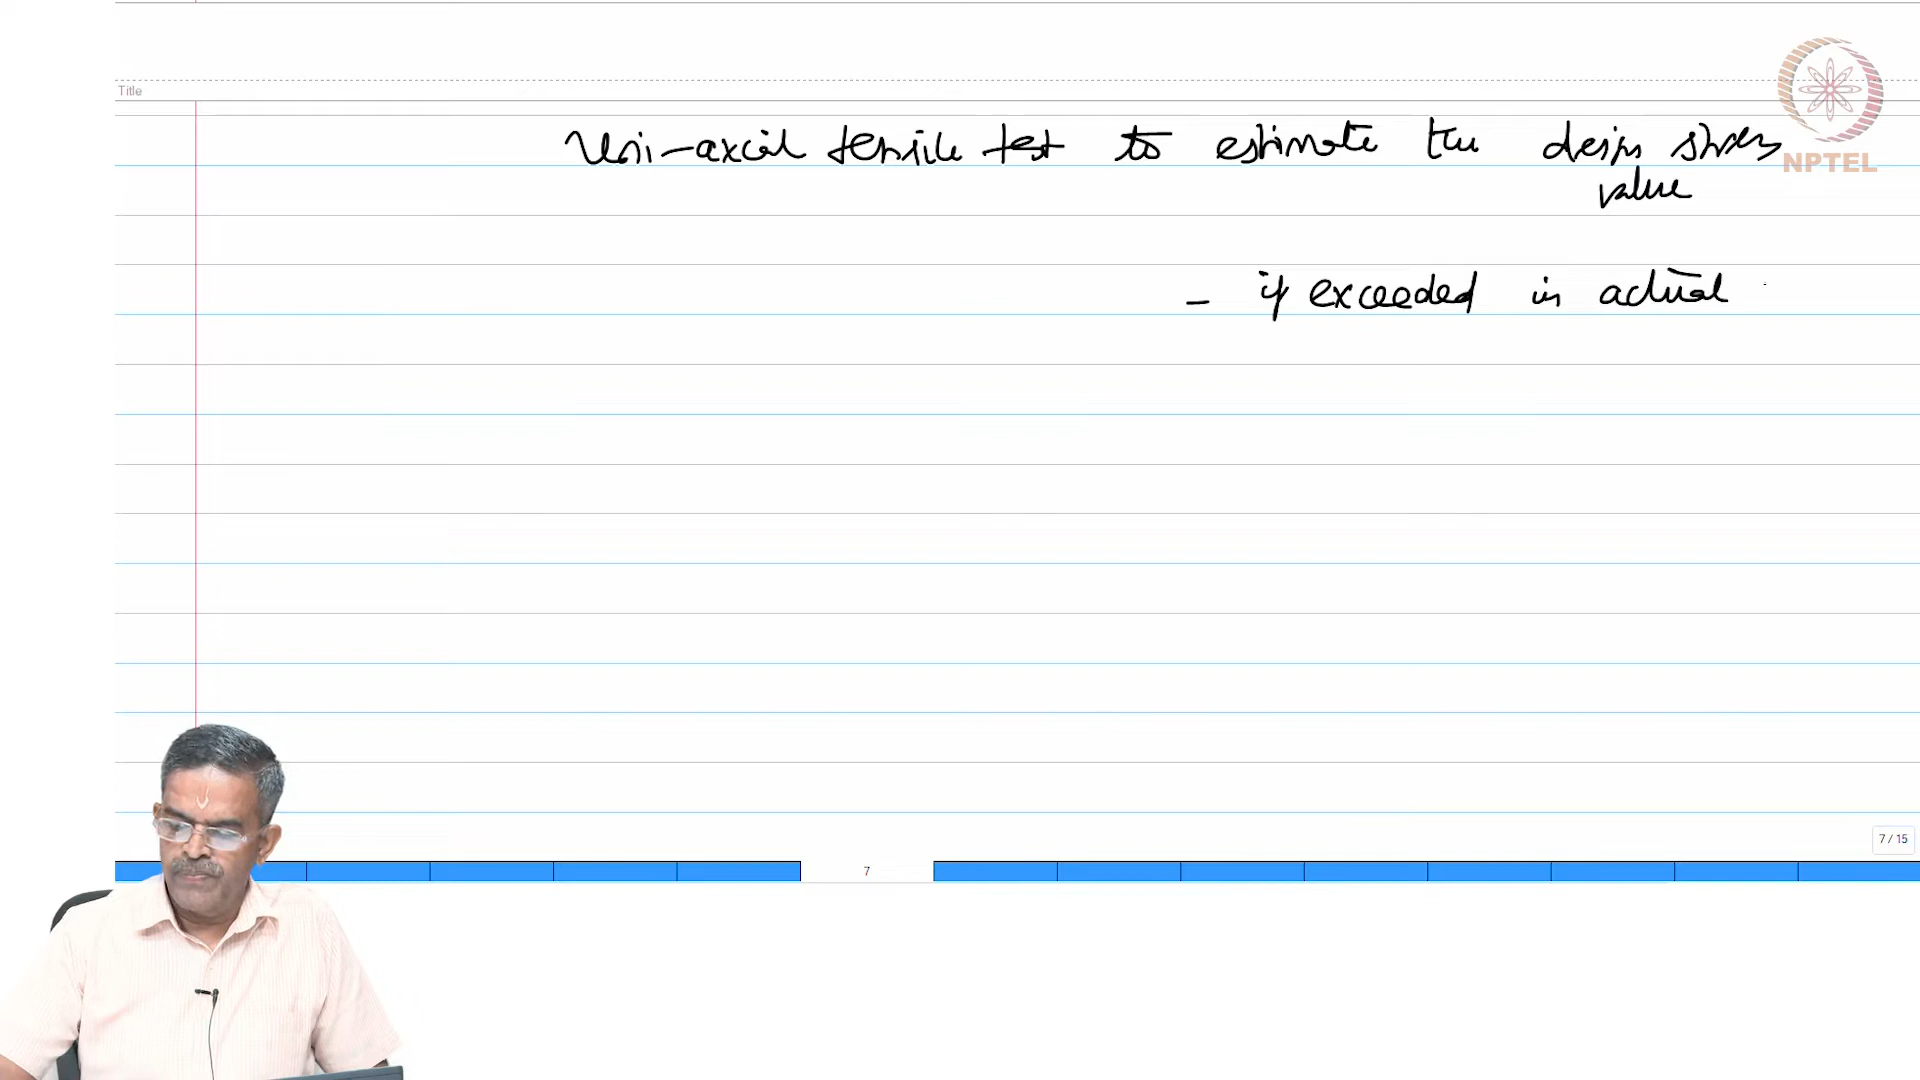 Title
Uni-axial tensile test to estimate the design stress
value
NPTEL
- if exceeded in actual
7 / 15
7